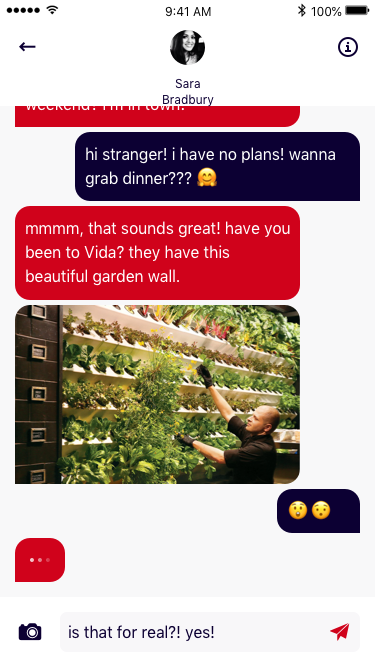 9:41 AM
100%
Sara
Bradbury
weekend? I'm in town!
hi stranger! i have no plans! wanna
grab dinner??? 🤗
mmmm, that sounds great! have you
been to Vida? they have this
beautiful garden wall.
😲😯
is that for real?! yes!